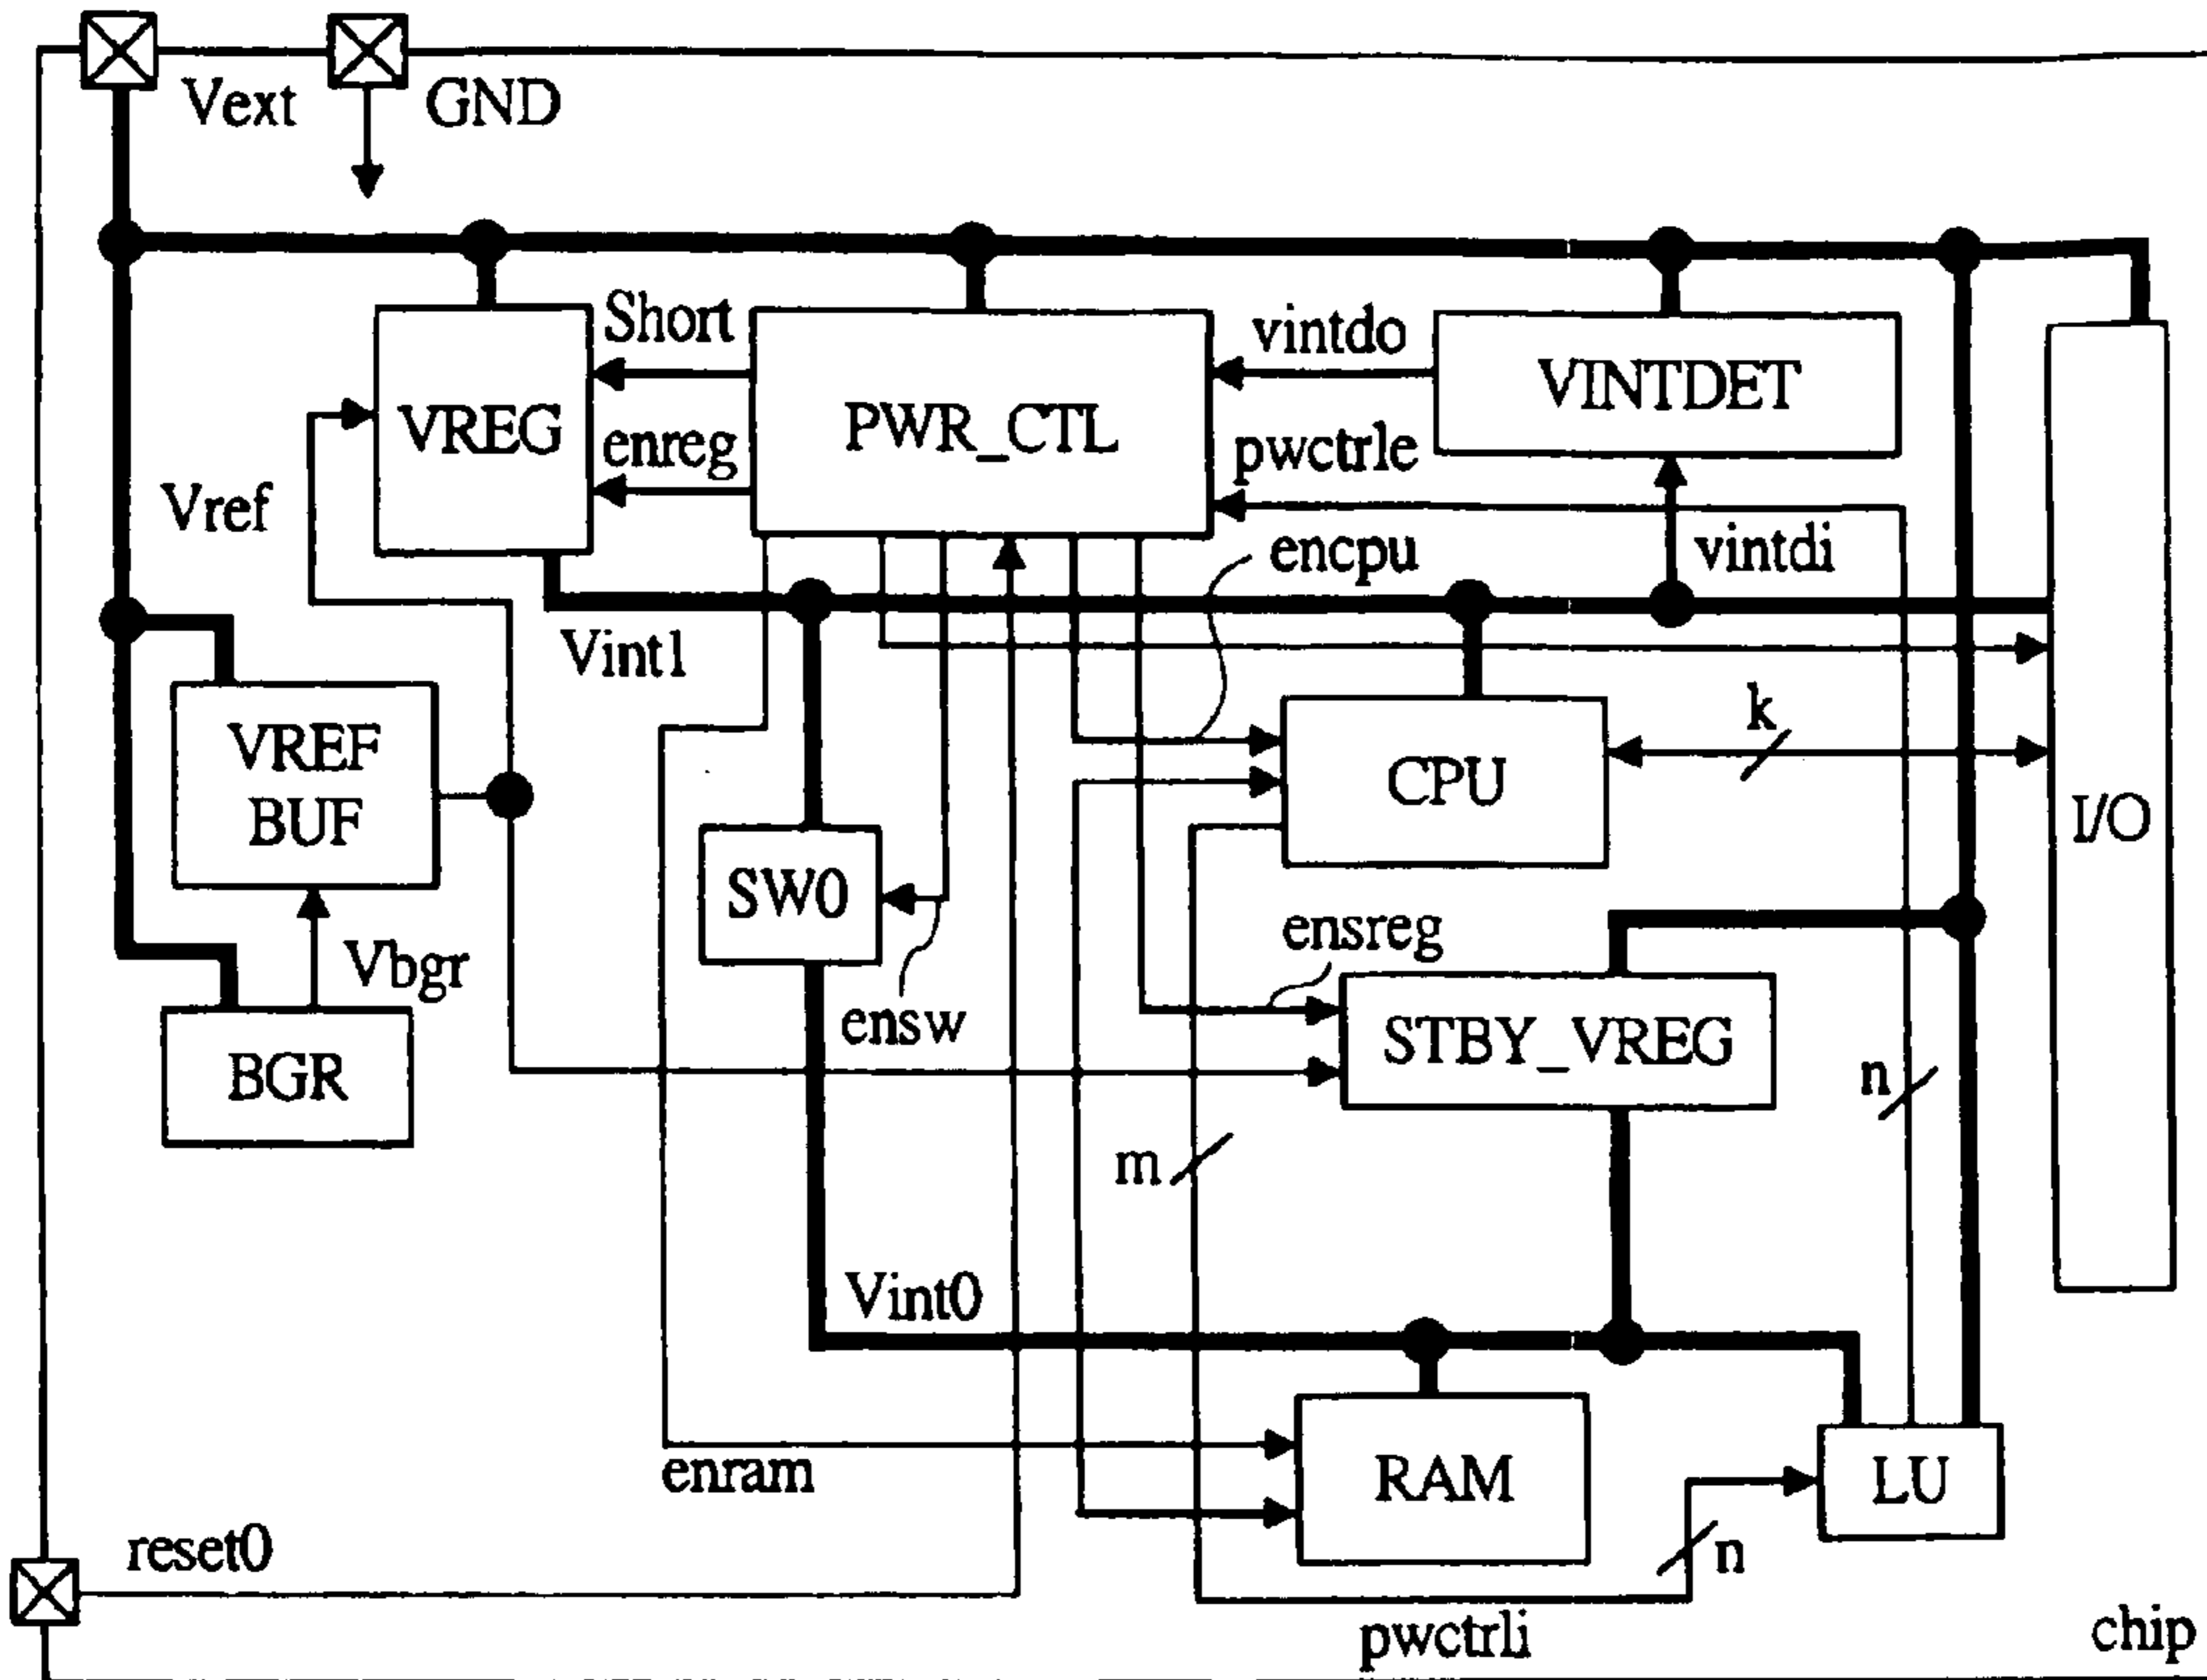 Vext
GND
Short
vintdo
VINTDET
VREG
PWR_CTL
enreg
pwctrle
Vref
encpu
vintdi
Vint1
k
VREF
BUF
CPU
I/O
SW0
ensreg
Vbgr
ensw
STBY_VREG
BGR
n
m
Vint0
enram
RAM
LU
reset0
n
pwctrli
chip